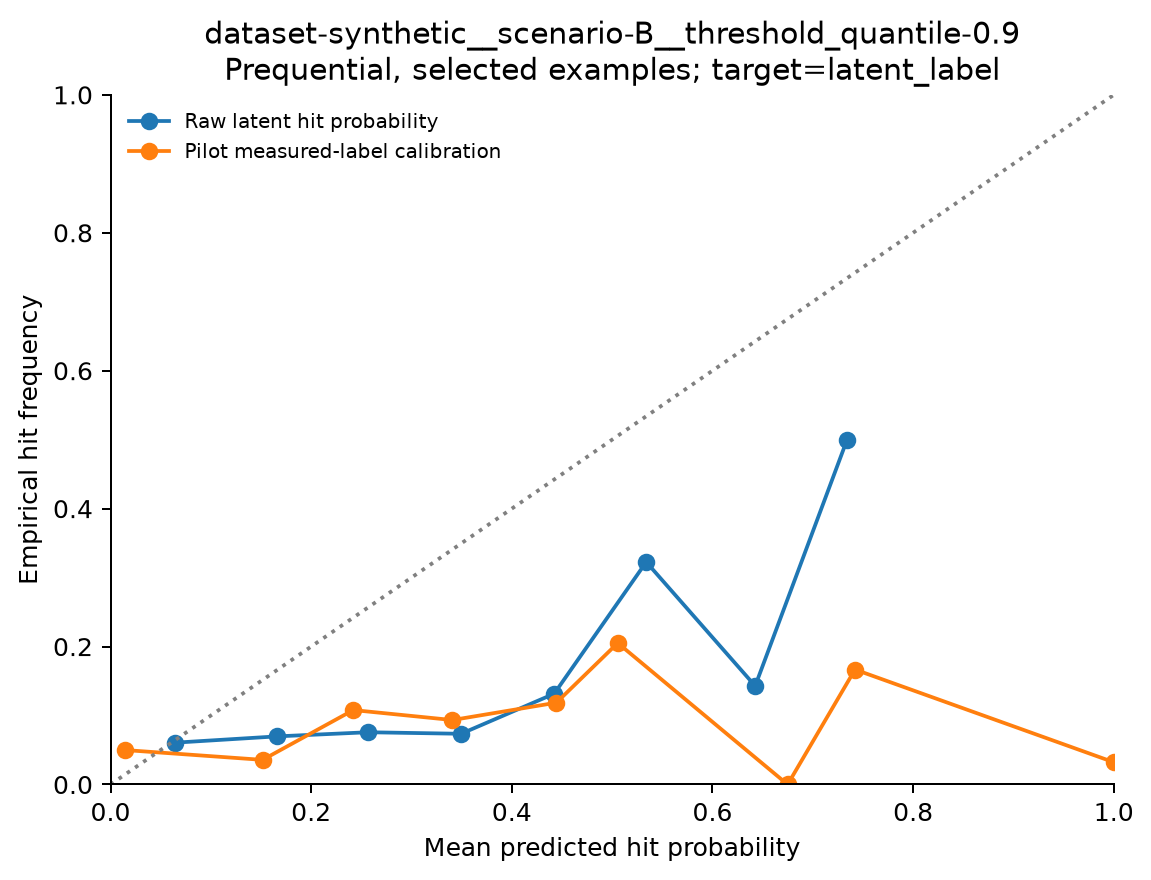 dataset-synthetic__scenario-B__threshold_quantile-0.9
Prequential, selected examples; target=latent_label
Raw latent hit probability
Pilot measured-label calibration
Empirical hit frequency
1.0
0.8
0.6
0.4
0.2
0.0
0.0 0.2 0.4 0.6 0.8 1.0
Mean predicted hit probability